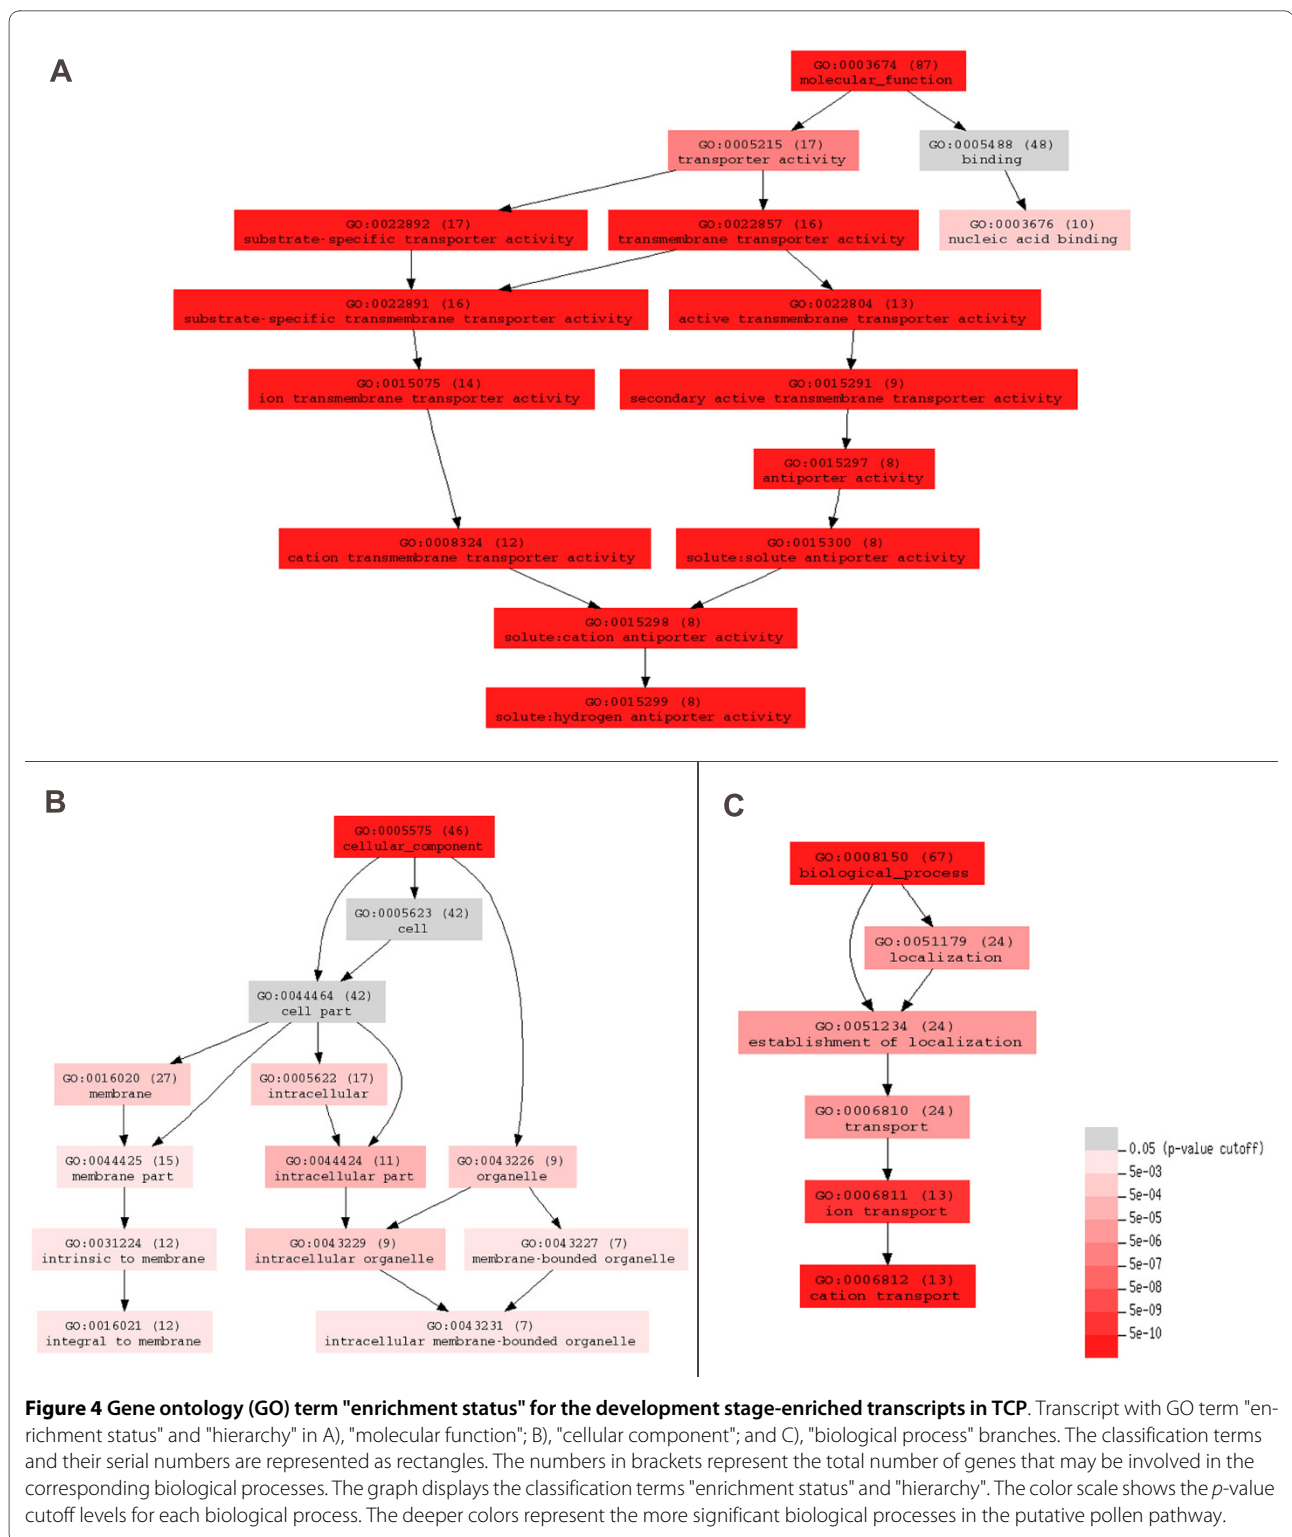 A
GO:0003674 (87)
molecular_function
GO:0005215 (17)
transporter activity
GO:0005488 (48)
binding
GO:0022892 (17)
substrate-specific transporter activity
GO:0022857 (16)
transmembrane transporter activity
GO:0003676 (10)
nucleic acid binding
GO:0022891 (16)
substrate-specific transmembrane transporter activity
GO:0022804 (13)
active transmembrane transporter activity
GO:0015075 (14)
ion transmembrane transporter activity
GO:0015291 (9)
secondary active transmembrane transporter activity
GO:0015297 (8)
antiporter activity
GO:0008324 (12)
cation transmembrane transporter activity
GO:0015300 (8)
solute:solute antiporter activity
GO:0015298 (8)
solute:cation antiporter activity
GO:0015299 (8)
solute:hydrogen antiporter activity
B
GO:0005575 (46)
cellular_component
GO:0005623 (42)
cell
GO:0044464 (42)
cell part
GO:0016020 (27)
membrane
GO:0005622 (17)
intracellular
GO:0044425 (15)
membrane part
GO:0044424 (11)
intracellular part
GO:0043226 (9)
organelle
GO:0031224 (12)
intrinsic to membrane
GO:0043229 (9)
intracellular organelle
GO:0043227 (7)
membrane-bounded organelle
GO:0016021 (12)
integral to membrane
GO:0043231 (7)
intracellular membrane-bounded organelle
C
GO:0008150 (67)
biological_process
GO:0051179 (24)
localization
GO:0051234 (24)
establishment of localization
GO:0006810 (24)
transport
GO:0006811 (13)
ion transport
GO:0006812 (13)
cation transport
0.05 (p-value cutoff)
5e-03
5e-04
5e-05
5e-06
5e-07
5e-08
5e-09
5e-10
Figure 4 Gene ontology (GO) term "enrichment status" for the development stage-enriched transcripts in TCP. Transcript with GO term "en-
richment status" and "hierarchy" in A), "molecular function"; B), "cellular component"; and C), "biological process" branches. The classification terms
and their serial numbers are represented as rectangles. The numbers in brackets represent the total number of genes that may be involved in the
corresponding biological processes. The graph displays the classification terms "enrichment status" and "hierarchy". The color scale shows the p-value
cutoff levels for each biological process. The deeper colors represent the more significant biological processes in the putative pollen pathway.